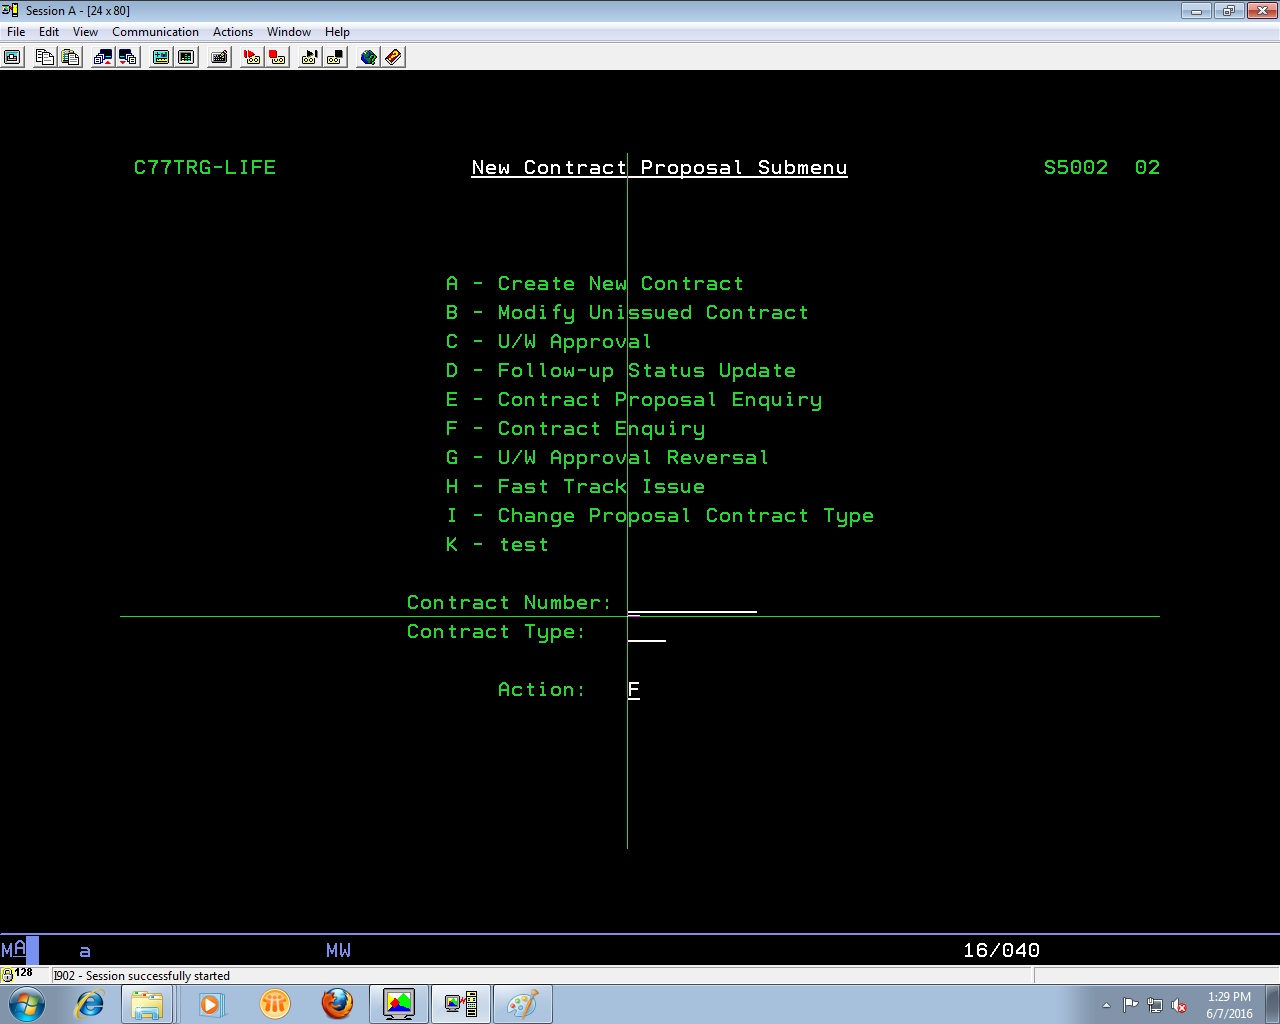 Session A - [24 x 80]
File Edit View Communication Actions Window Help
C77TRG-LIFE New Contract Proposal Submenu S5002 02
A - Create New Contract
B - Modify Unissued Contract
C - U/W Approval
D - Follow-up Status Update
E - Contract Proposal Enquiry
F - Contract Enquiry
G - U/W Approval Reversal
H - Fast Track Issue
I - Change Proposal Contract Type
K - test
Contract Number:
Contract Type:
Action: F
MA a MW 16/040
128 I902 - Session successfully started
1:29 PM
6/7/2016